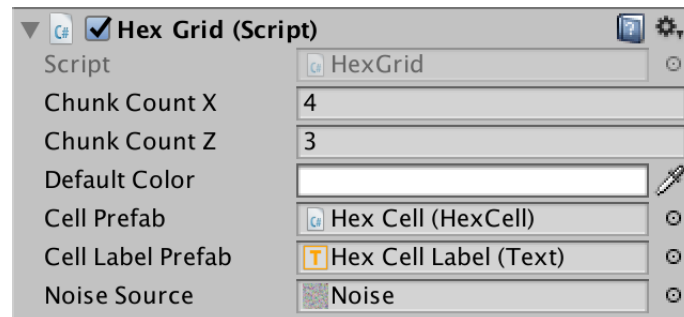 C# Hex Grid (Script)
Script C# HexGrid
Chunk Count X 4
Chunk Count Z 3
Default Color
Cell Prefab C# Hex Cell (HexCell)
Cell Label Prefab T Hex Cell Label (Text)
Noise Source Noise